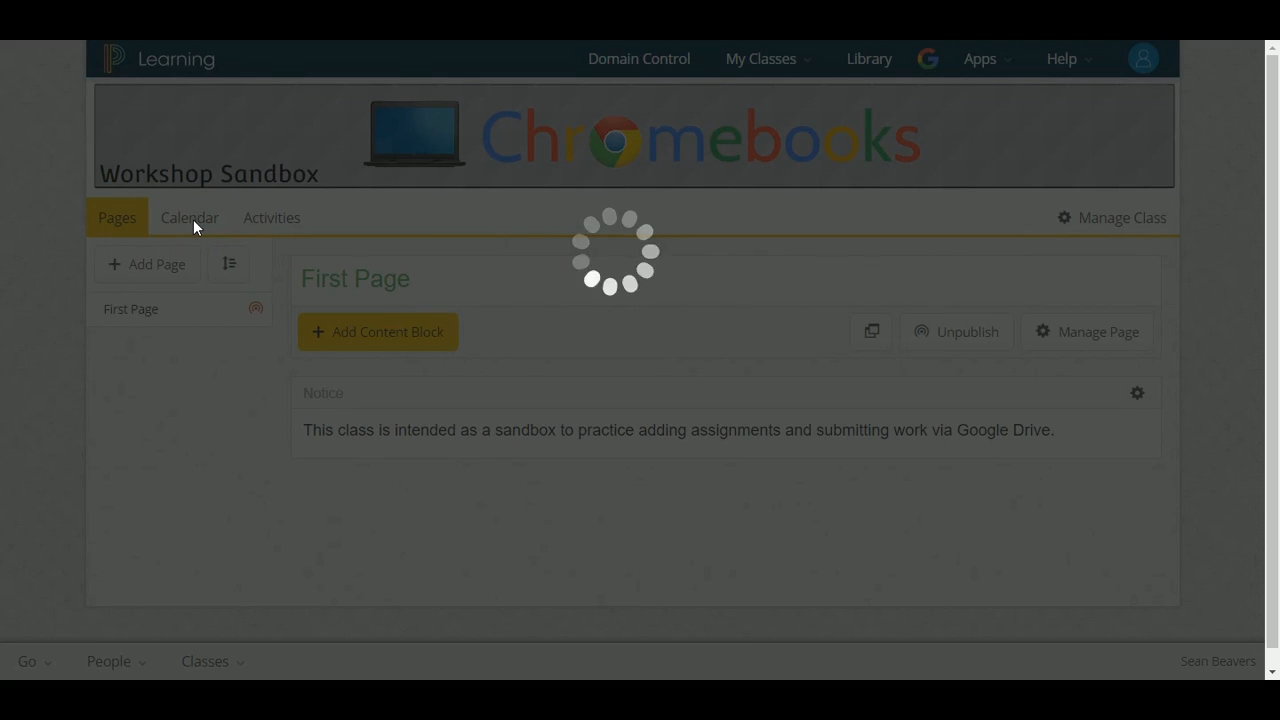 Learning
Domain Control My Classes Library Apps Help
Chromebooks
Workshop Sandbox
Pages Calendar Activities Manage Class
+ Add Page
First Page
First Page
+ Add Content Block Unpublish Manage Page
Notice
This class is intended as a sandbox to practice adding assignments and submitting work via Google Drive.
Go People Classes Sean Beavers